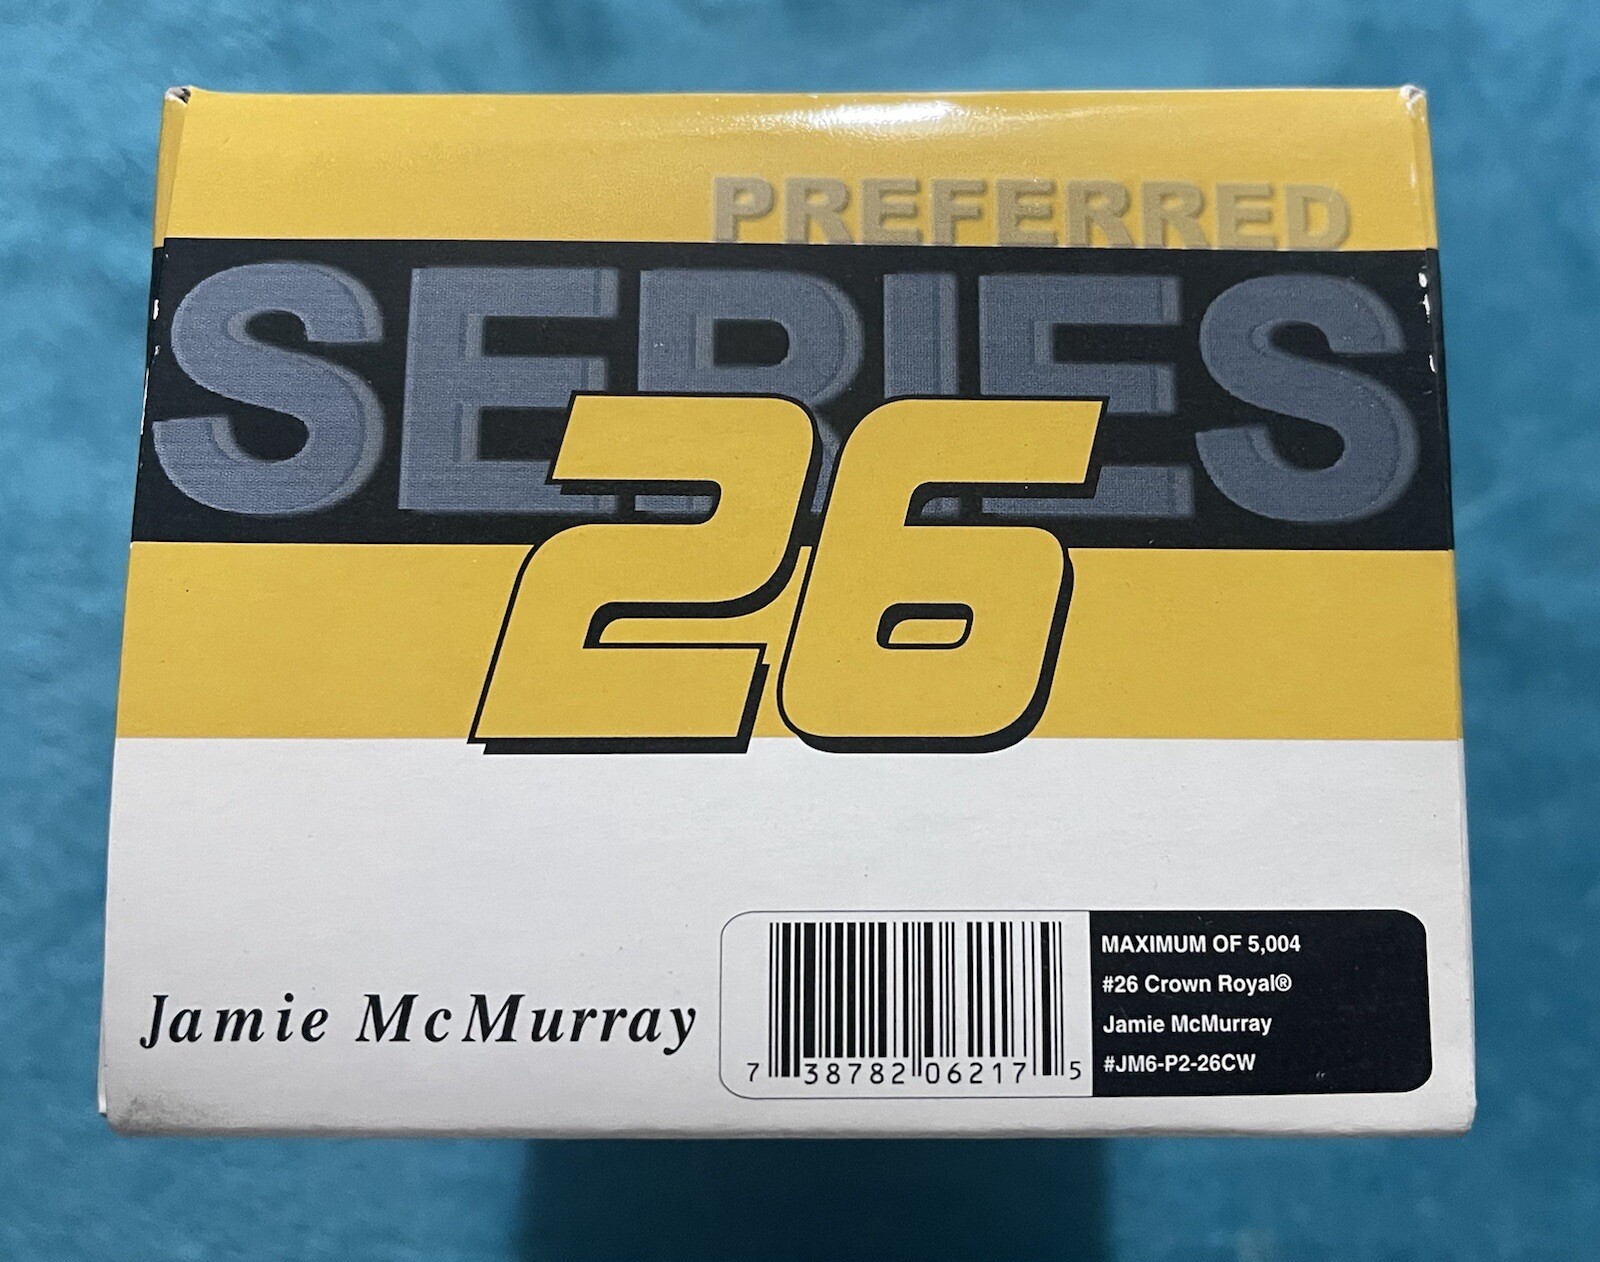 PREFERRED
SERIES
26
Jamie McMurray
7 38782 06217 5
MAXIMUM OF 5,004
#26 Crown Royal®
Jamie McMurray
#JM6-P2-26CW